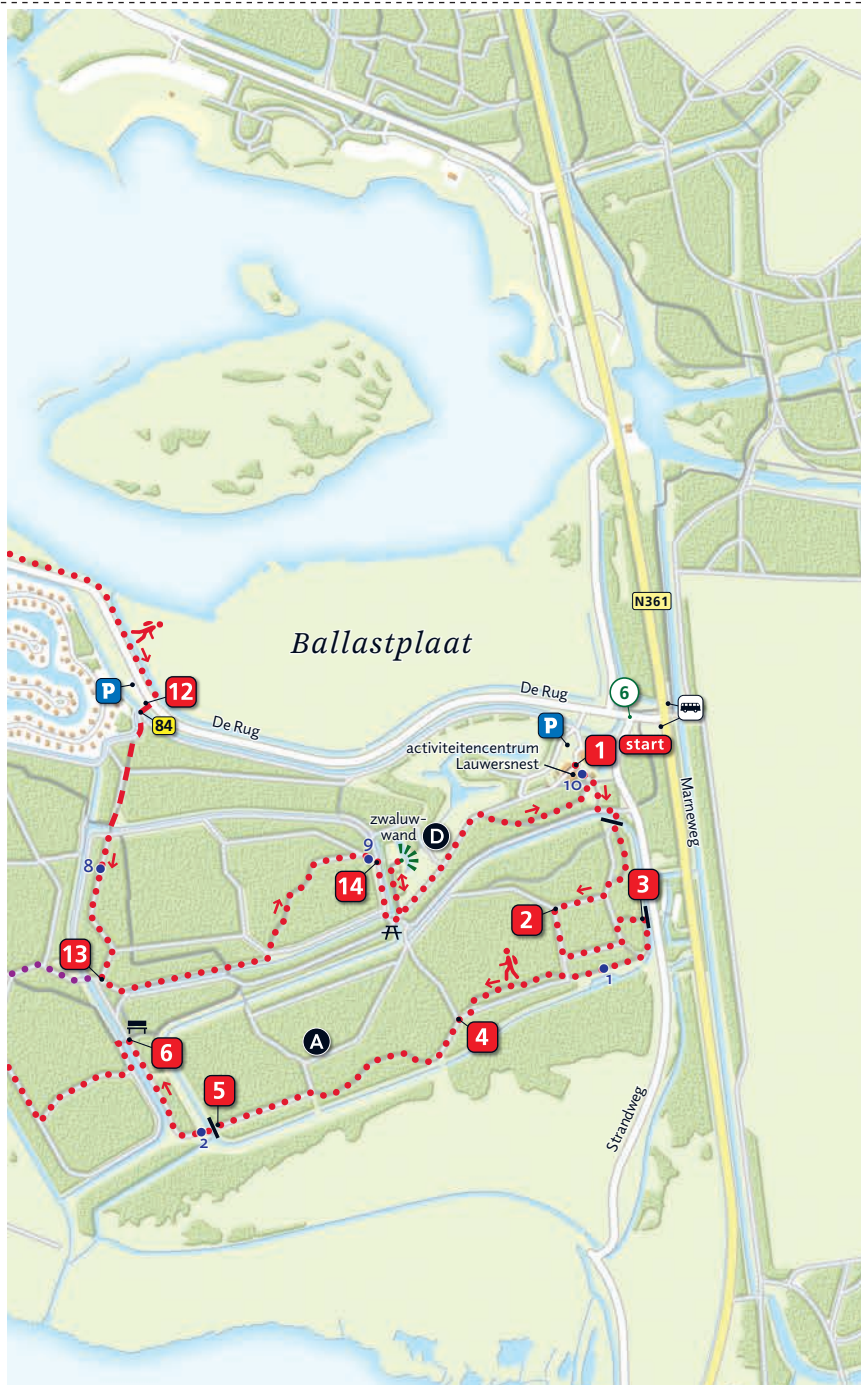 N361
Ballastplaat
P
12
84
De Rug
De Rug
6
P
start
activiteitencentrum
Lauwersnest
1
10
Marneweg
zwaluw-
wand
D
9
8
14
3
2
13
1
4
A
6
5
2
Strandweg